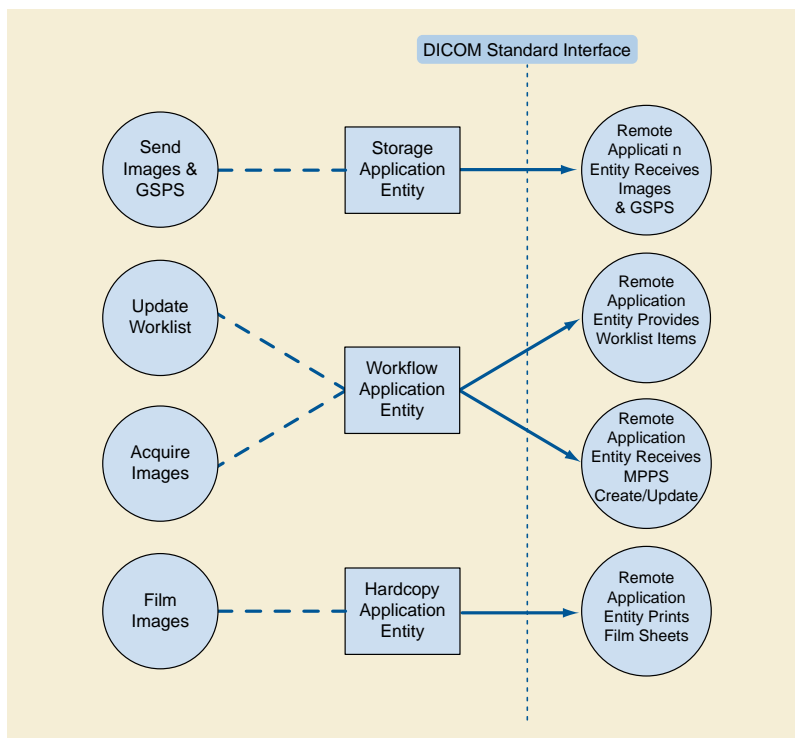 DICOM Standard Interface
Send
Images &
GSPS
Storage
Application
Entity
Remote
Applicati n
Entity Receives
Images
& GSPS
Update
Worklist
Workflow
Application
Entity
Remote
Application
Entity Provides
Worklist Items
Acquire
Images
Remote
Application
Entity Receives
MPPS
Create/Update
Film
Images
Hardcopy
Application
Entity
Remote
Application
Entity Prints
Film Sheets